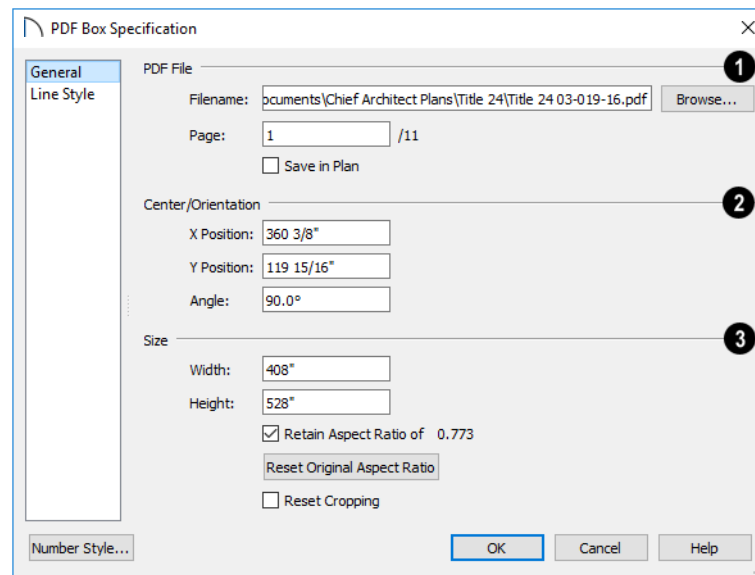 PDF Box Specification
General
Line Style
PDF File
1
Filename: ocuments\Chief Architect Plans\Title 24\Title 24 03-019-16.pdf Browse...
Page: 1 /11
Save in Plan
Center/Orientation
2
X Position: 360 3/8"
Y Position: 119 15/16"
Angle: 90.0°
Size
3
Width: 408"
Height: 528"
Retain Aspect Ratio of 0.773
Reset Original Aspect Ratio
Reset Cropping
Number Style... OK Cancel Help